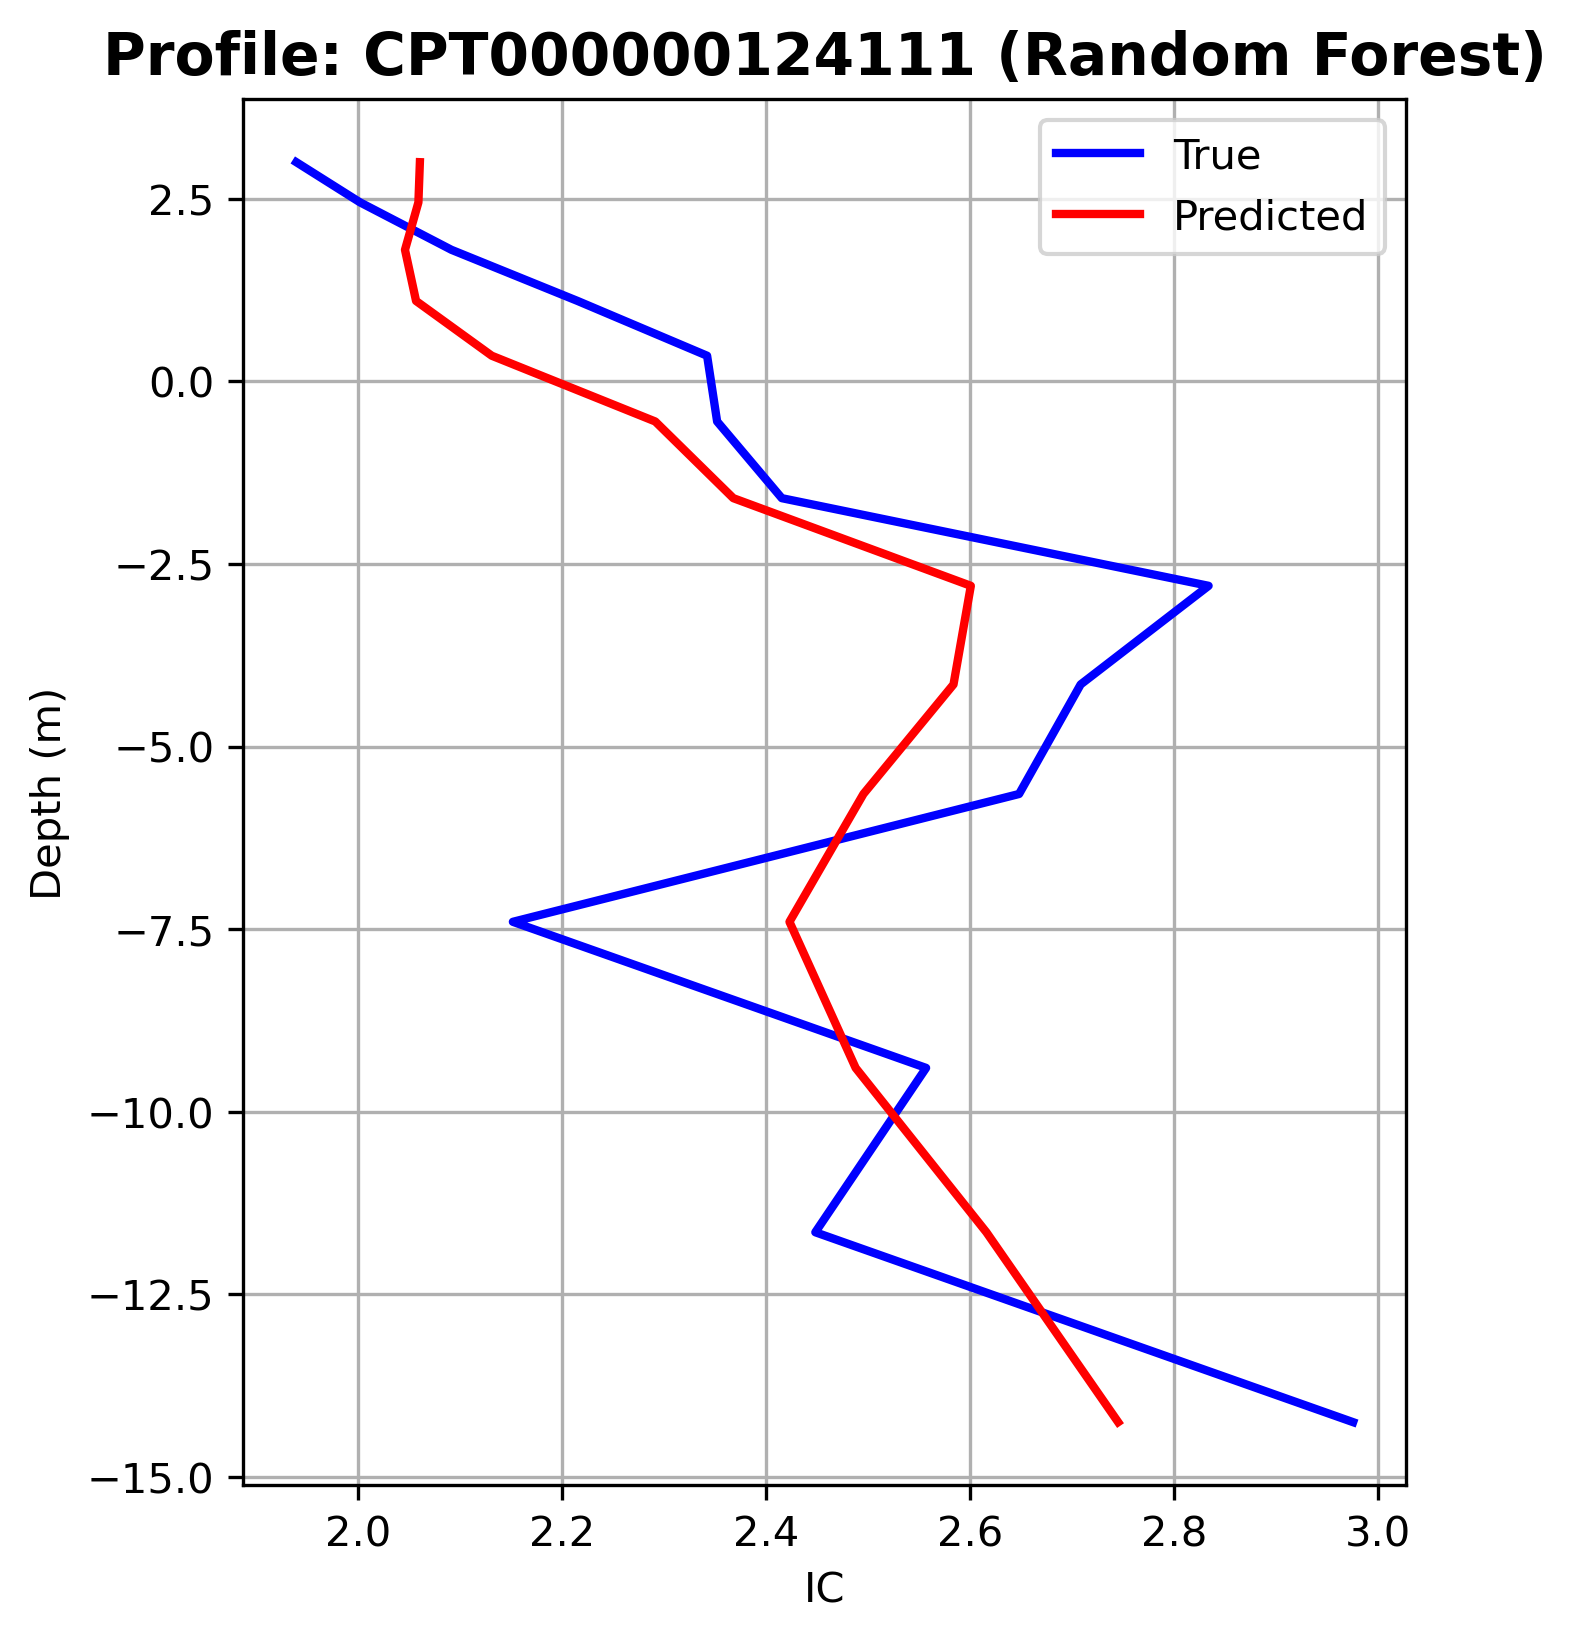 Profile: CPT000000124111 (Random Forest)
True
Predicted
Depth (m)
2.5
0.0
−2.5
−5.0
−7.5
−10.0
−12.5
−15.0
2.0 2.2 2.4 2.6 2.8 3.0
IC